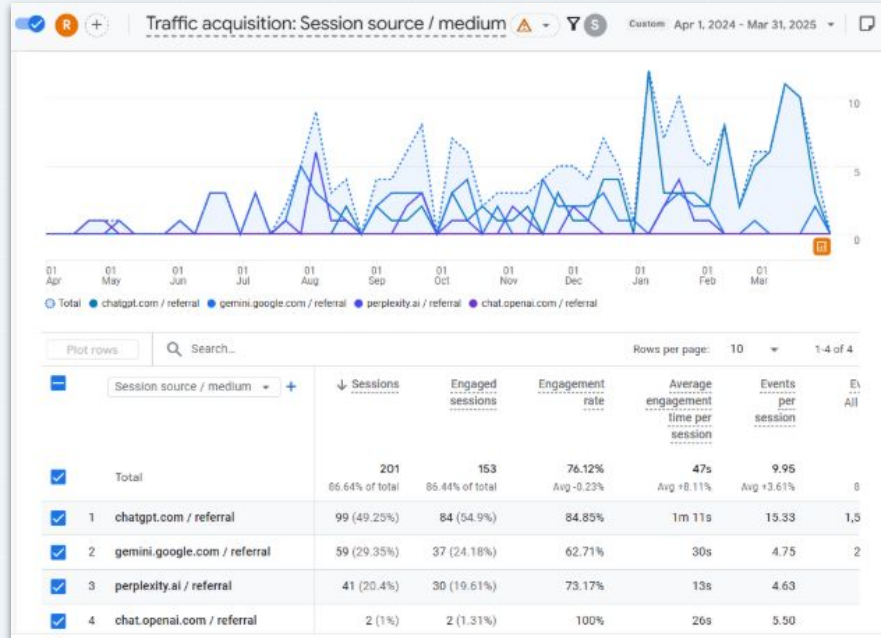 R + Traffic acquisition: Session source / medium S Custom Apr 1, 2024 - Mar 31, 2025
10
5
0
01 Apr 01 May 01 Jun 01 Jul 01 Aug 01 Sep 01 Oct 01 Nov 01 Dec 01 Jan 01 Feb 01 Mar
Total chatgpt.com / referral gemini.google.com / referral perplexity.ai / referral chat.openai.com / referral
Plot rows Search... Rows per page: 10 1-4 of 4
Session source / medium + ↓ Sessions Engaged sessions Engagement rate Average engagement time per session Events per session Ev All
Total 201 153 76.12% 47s 9.95
86.64% of total 86.44% of total Avg -0.23% Avg +8.11% Avg +3.61% 8
1 chatgpt.com / referral 99 (49.25%) 84 (54.9%) 84.85% 1m 11s 15.33 1,5
2 gemini.google.com / referral 59 (29.35%) 37 (24.18%) 62.71% 30s 4.75 2
3 perplexity.ai / referral 41 (20.4%) 30 (19.61%) 73.17% 13s 4.63
4 chat.openai.com / referral 2 (1%) 2 (1.31%) 100% 26s 5.50